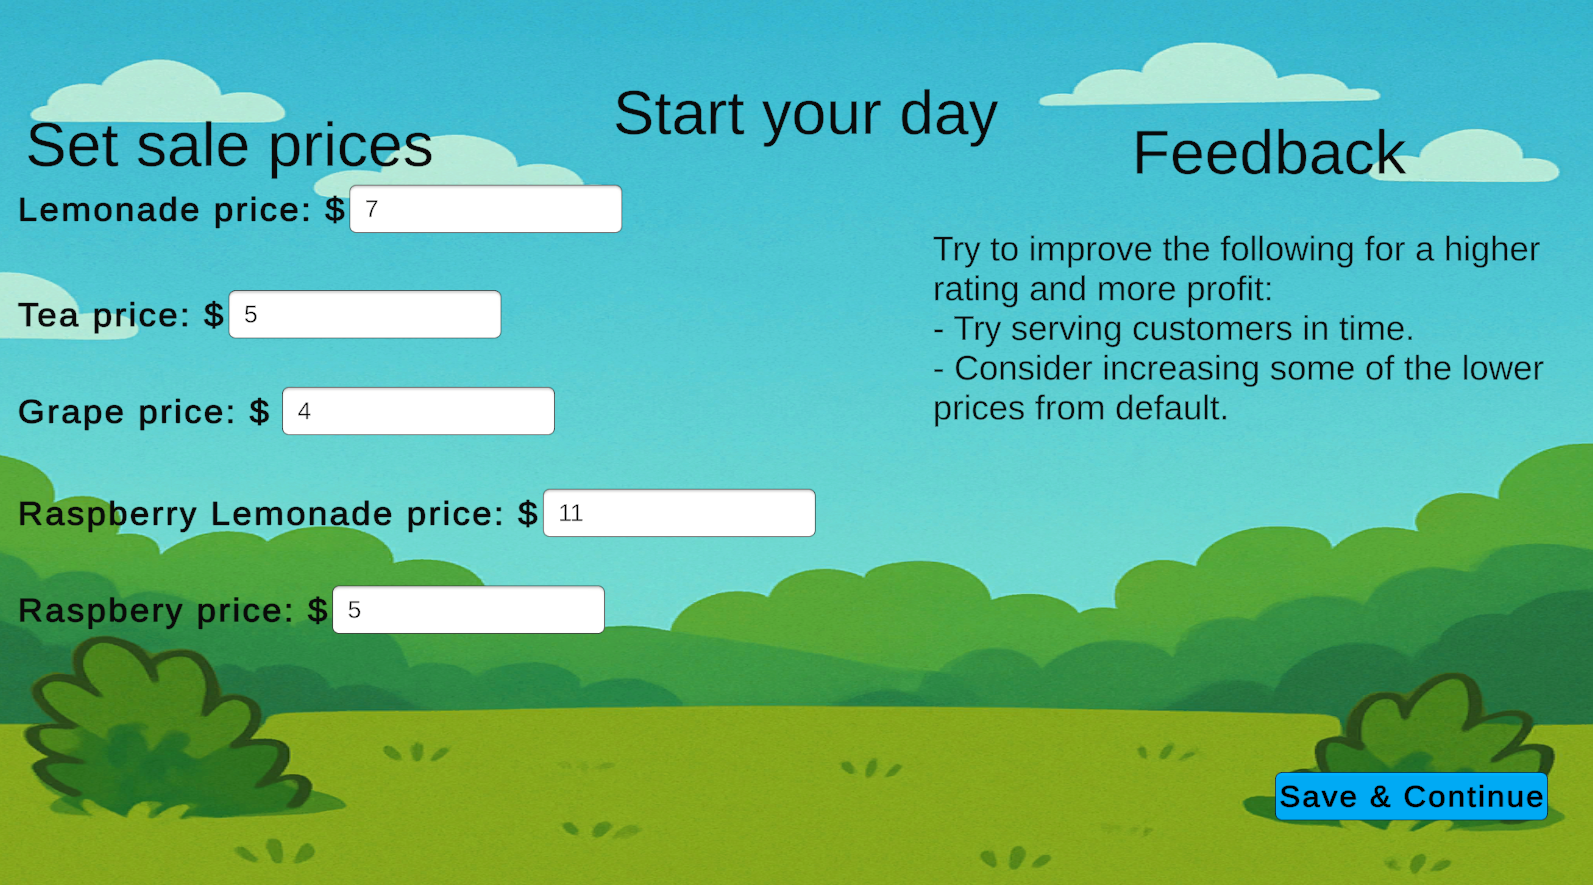 Start your day
Set sale prices
Lemonade price: $ 7
Tea price: $ 5
Grape price: $ 4
Raspberry Lemonade price: $ 11
Raspbery price: $ 5
Feedback
Try to improve the following for a higher
rating and more profit:
- Try serving customers in time.
- Consider increasing some of the lower
prices from default.
Save & Continue